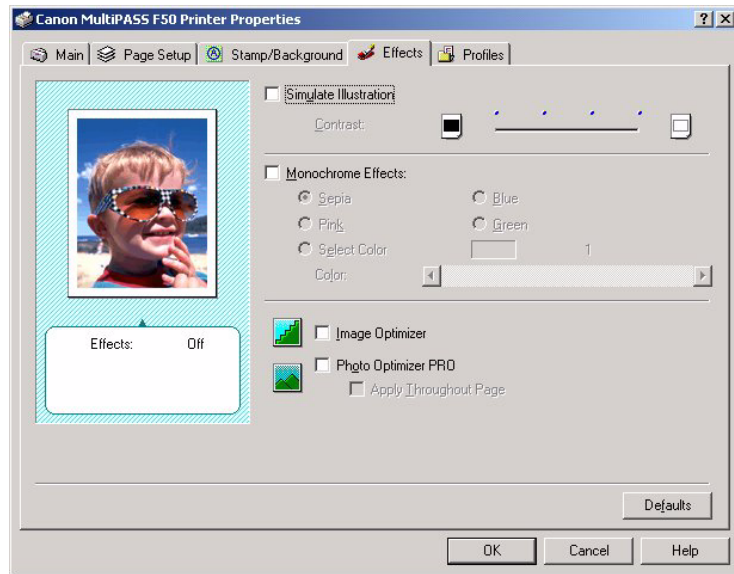 Canon MultiPASS F50 Printer Properties
Main Page Setup Stamp/Background Effects Profiles
Simulate Illustration
Contrast:
Monochrome Effects:
Sepia Blue
Pink Green
Select Color 1
Color:
Effects: Off
Image Optimizer
Photo Optimizer PRO
Apply Throughout Page
Defaults
OK Cancel Help